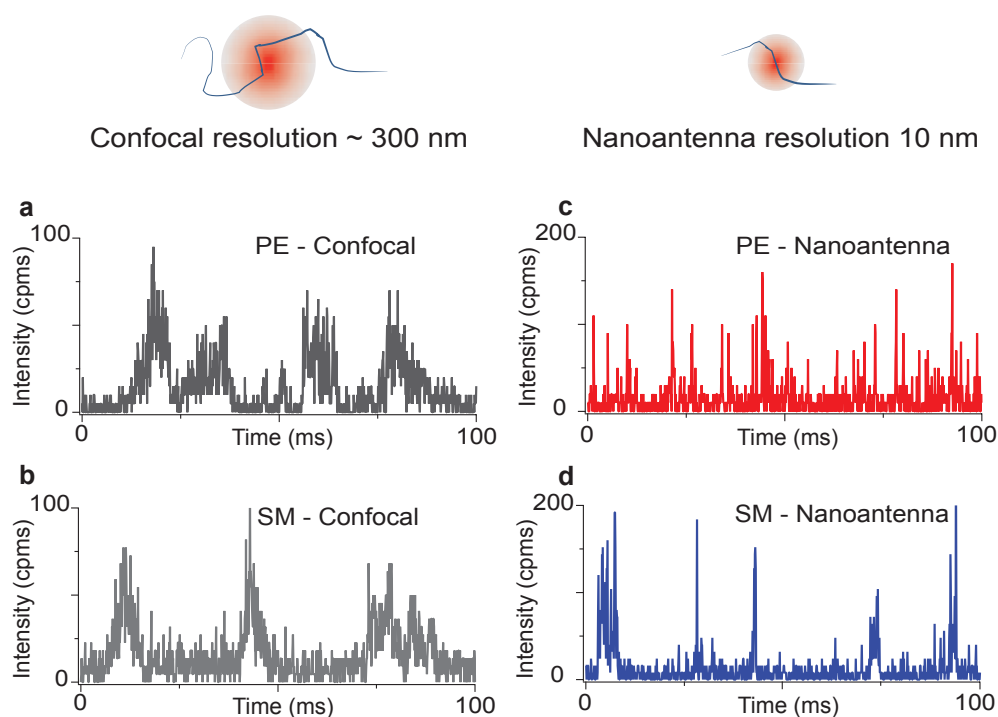 Confocal resolution ~ 300 nm
Nanoantenna resolution 10 nm
a
PE - Confocal
100
Intensity (cpms)
0
0
Time (ms)
100
c
PE - Nanoantenna
200
Intensity (cpms)
0
0
Time (ms)
100
b
SM - Confocal
100
Intensity (cpms)
0
0
Time (ms)
100
d
SM - Nanoantenna
200
Intensity (cpms)
0
0
Time (ms)
100